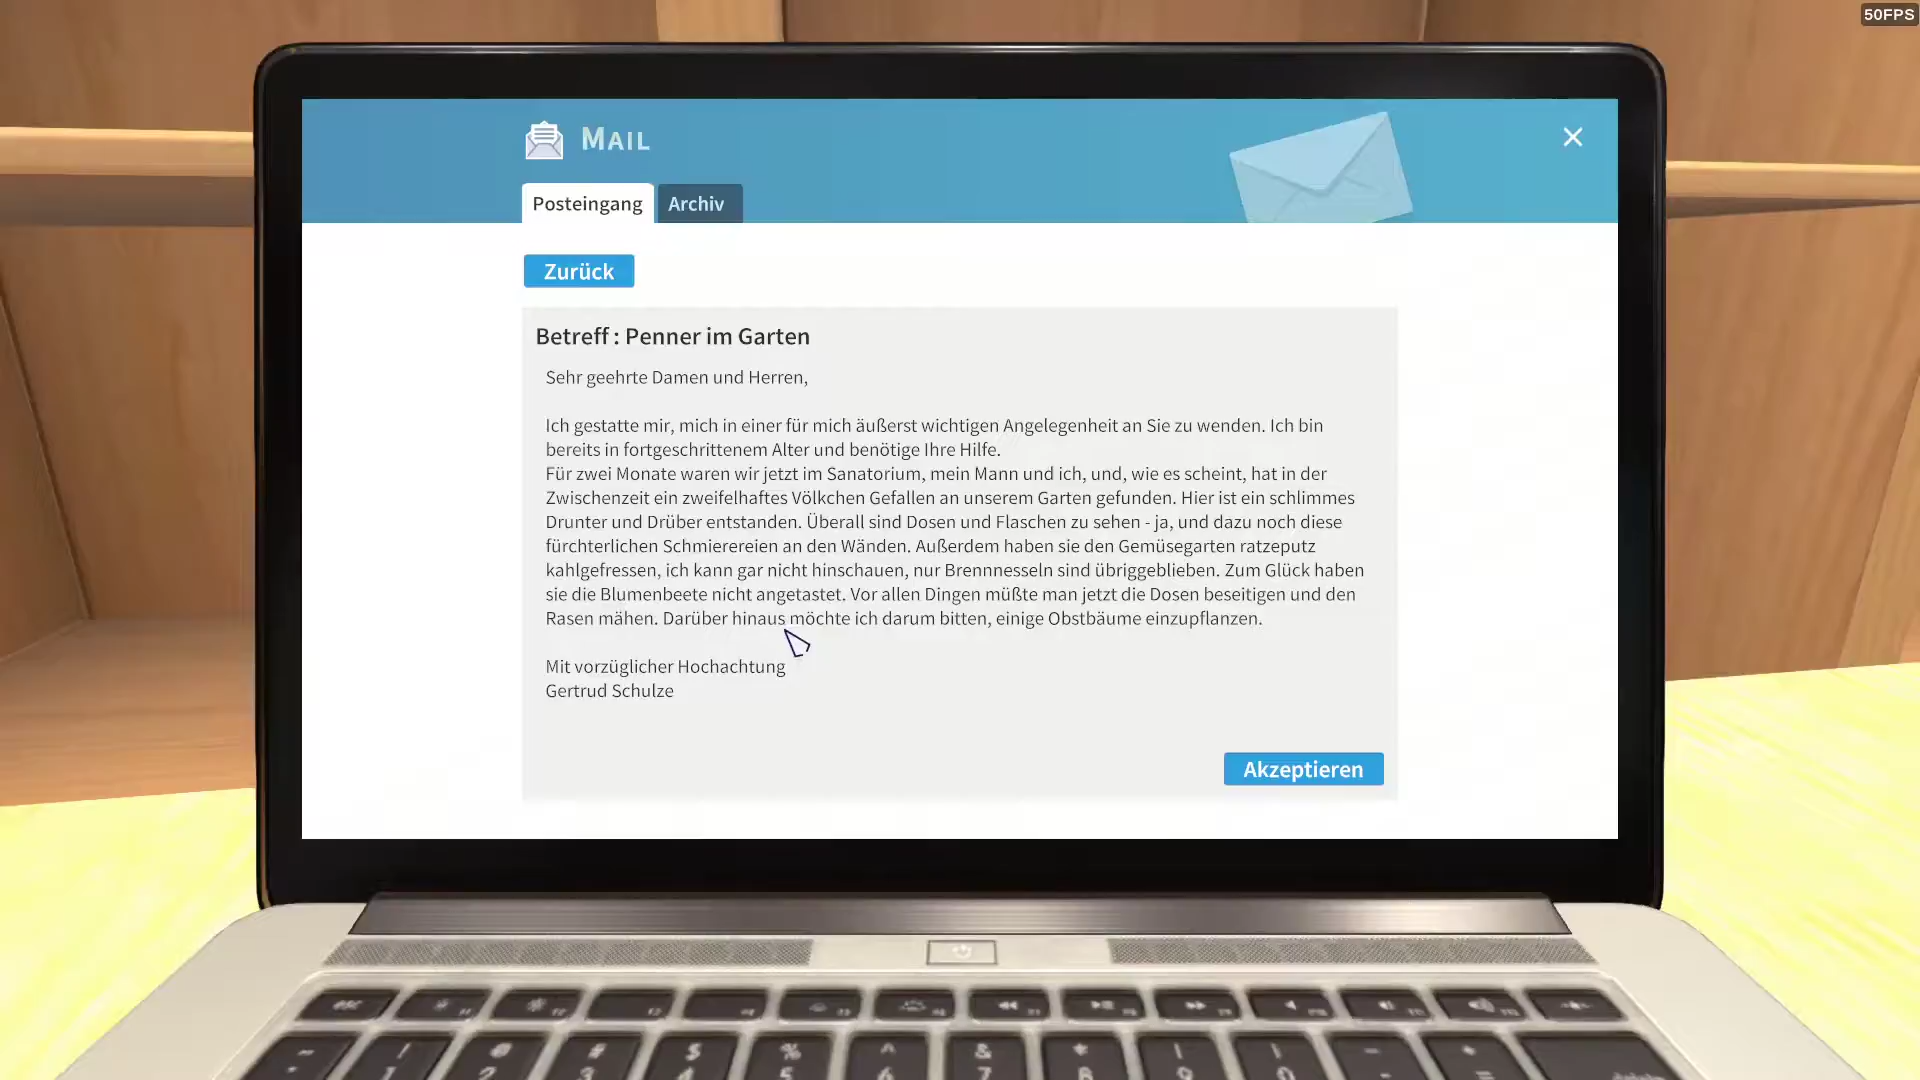 50FPS
MAIL
Posteingang
Archiv
Zurück
Betreff : Penner im Garten
Sehr geehrte Damen und Herren,
Ich gestatte mir, mich in einer für mich äußerst wichtigen Angelegenheit an Sie zu wenden. Ich bin
bereits in fortgeschrittenem Alter und benötige Ihre Hilfe.
Für zwei Monate waren wir jetzt im Sanatorium, mein Mann und ich, und, wie es scheint, hat in der
Zwischenzeit ein zweifelhaftes Völkchen Gefallen an unserem Garten gefunden. Hier ist ein schlimmes
Drunter und Drüber entstanden. Überall sind Dosen und Flaschen zu sehen - ja, und dazu noch diese
fürchterlichen Schmierereien an den Wänden. Außerdem haben sie den Gemüsegarten ratzeputz
kahlgefressen, ich kann gar nicht hinschauen, nur Brennnesseln sind übriggeblieben. Zum Glück haben
sie die Blumenbeete nicht angetastet. Vor allen Dingen müßte man jetzt die Dosen beseitigen und den
Rasen mähen. Darüber hinaus möchte ich darum bitten, einige Obstbäume einzupflanzen.
Mit vorzüglicher Hochachtung
Gertrud Schulze
Akzeptieren